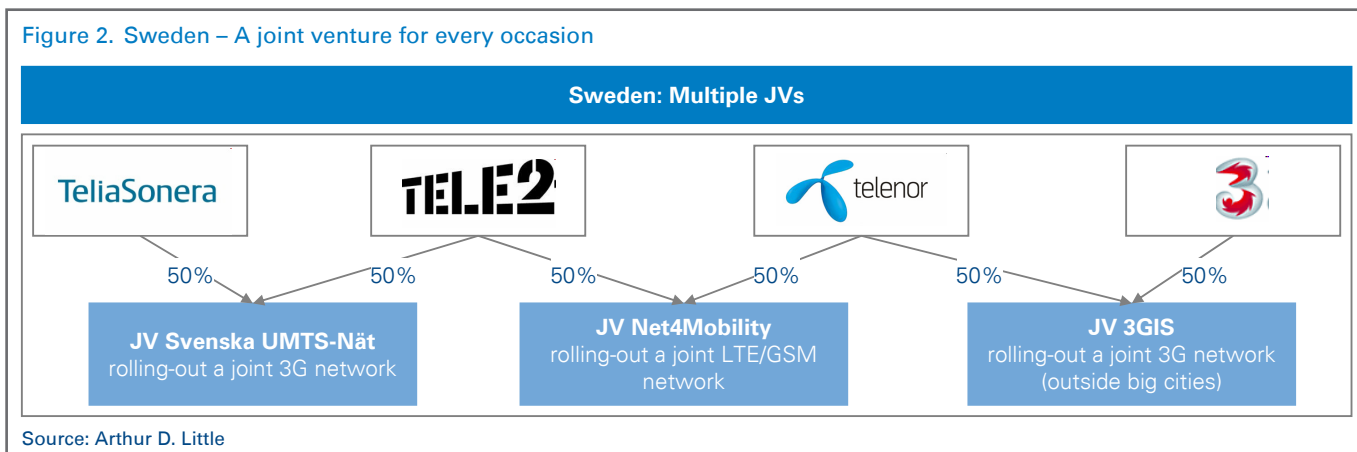 Figure 2. Sweden – A joint venture for every occasion
Sweden: Multiple JVs
TeliaSonera
TELE2
telenor
3
50%
50%
50%
50%
50%
50%
JV Svenska UMTS-Nät
rolling-out a joint 3G network
JV Net4Mobility
rolling-out a joint LTE/GSM
network
JV 3GIS
rolling-out a joint 3G network
(outside big cities)
Source: Arthur D. Little